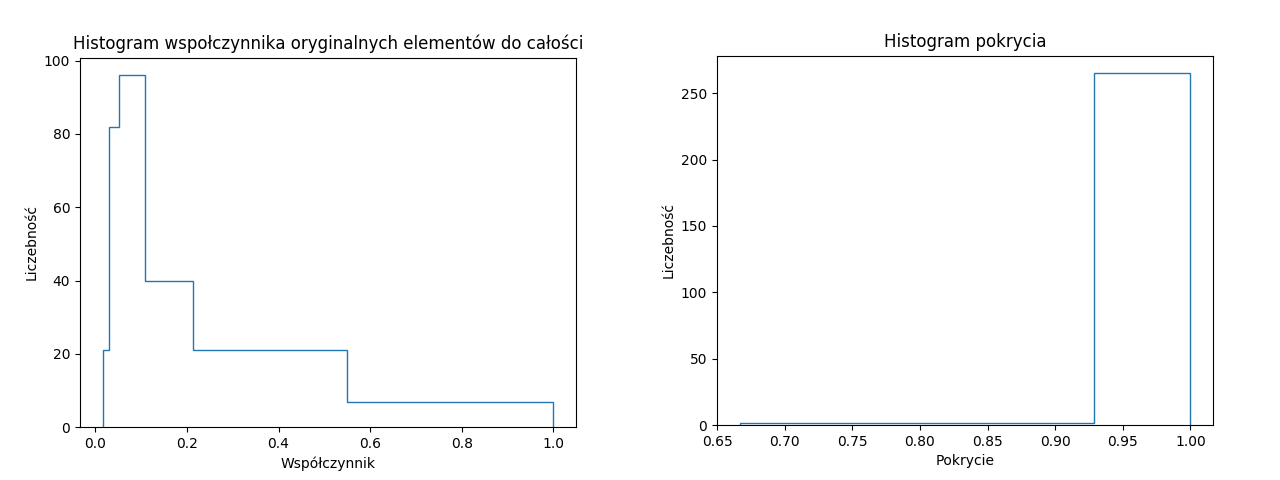 Histogram wspołczynnika oryginalnych elementów do całości
100
80
60
40
20
0
Liczebność
0.0 0.2 0.4 0.6 0.8 1.0
Współczynnik
Histogram pokrycia
250
200
150
100
50
0
Liczebność
0.65 0.70 0.75 0.80 0.85 0.90 0.95 1.00
Pokrycie